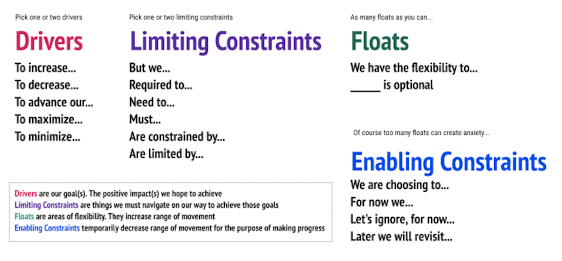 Pick one or two drivers
Drivers
To increase...
To decrease...
To advance our...
To maximize...
To minimize...
Pick one or two limiting constraints
Limiting Constraints
But we...
Required to...
Need to...
Must...
Are constrained by...
Are limited by...
As many floats as you can...
Floats
We have the flexibility to...
______ is optional
Of course too many floats can create anxiety...
Enabling Constraints
We are choosing to...
For now we...
Let's ignore, for now...
Later we will revisit...
Drivers are our goal(s). The positive impact(s) we hope to achieve
Limiting Constraints are things we must navigate on our way to achieve those goals
Floats are areas of flexibility. They increase range of movement
Enabling Constraints temporarily decrease range of movement for the purpose of making progress